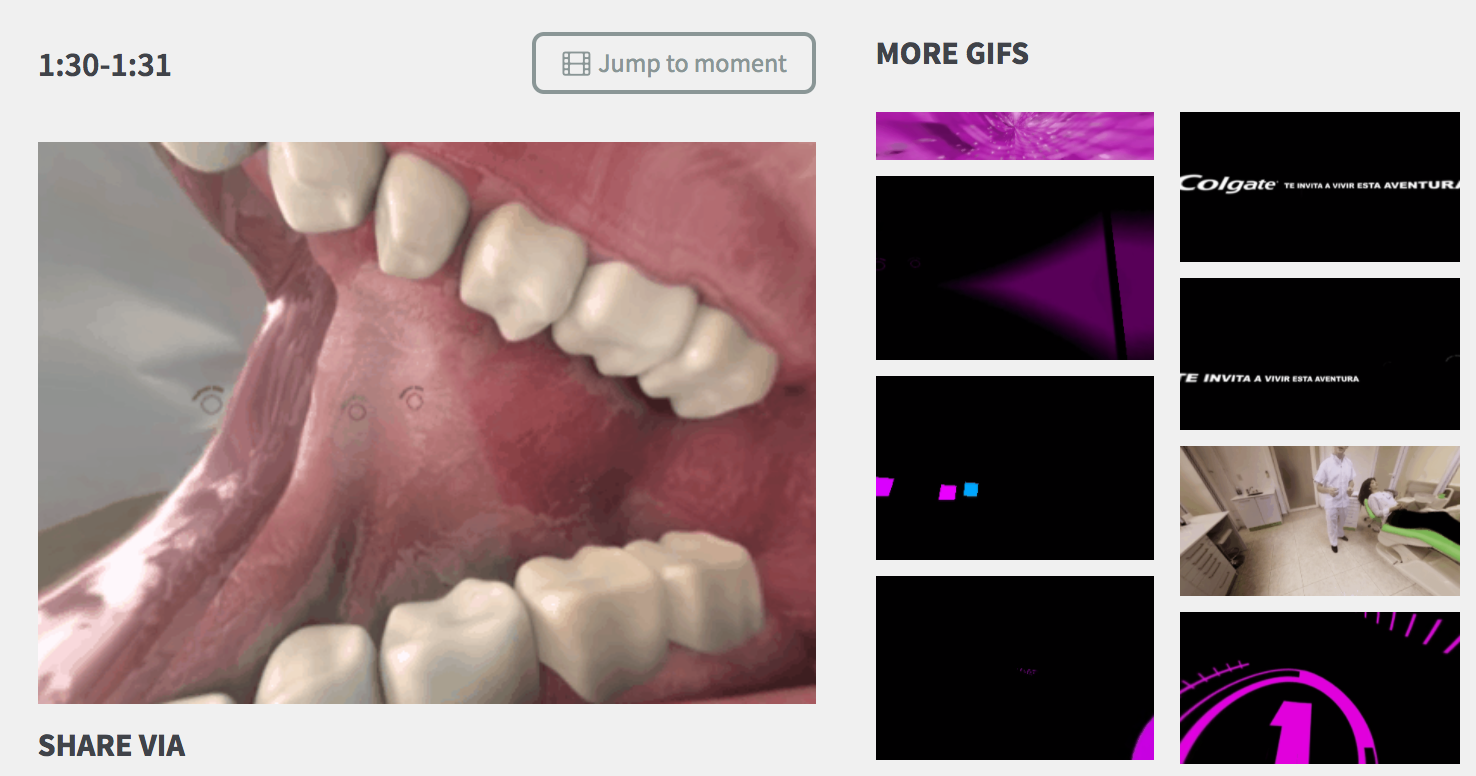 1:30-1:31
Jump to moment
SHARE VIA
MORE GIFS
Colgate TE INVITA A VIVIR ESTA AVENTURA
TE INVITA A VIVIR ESTA AVENTURA
1